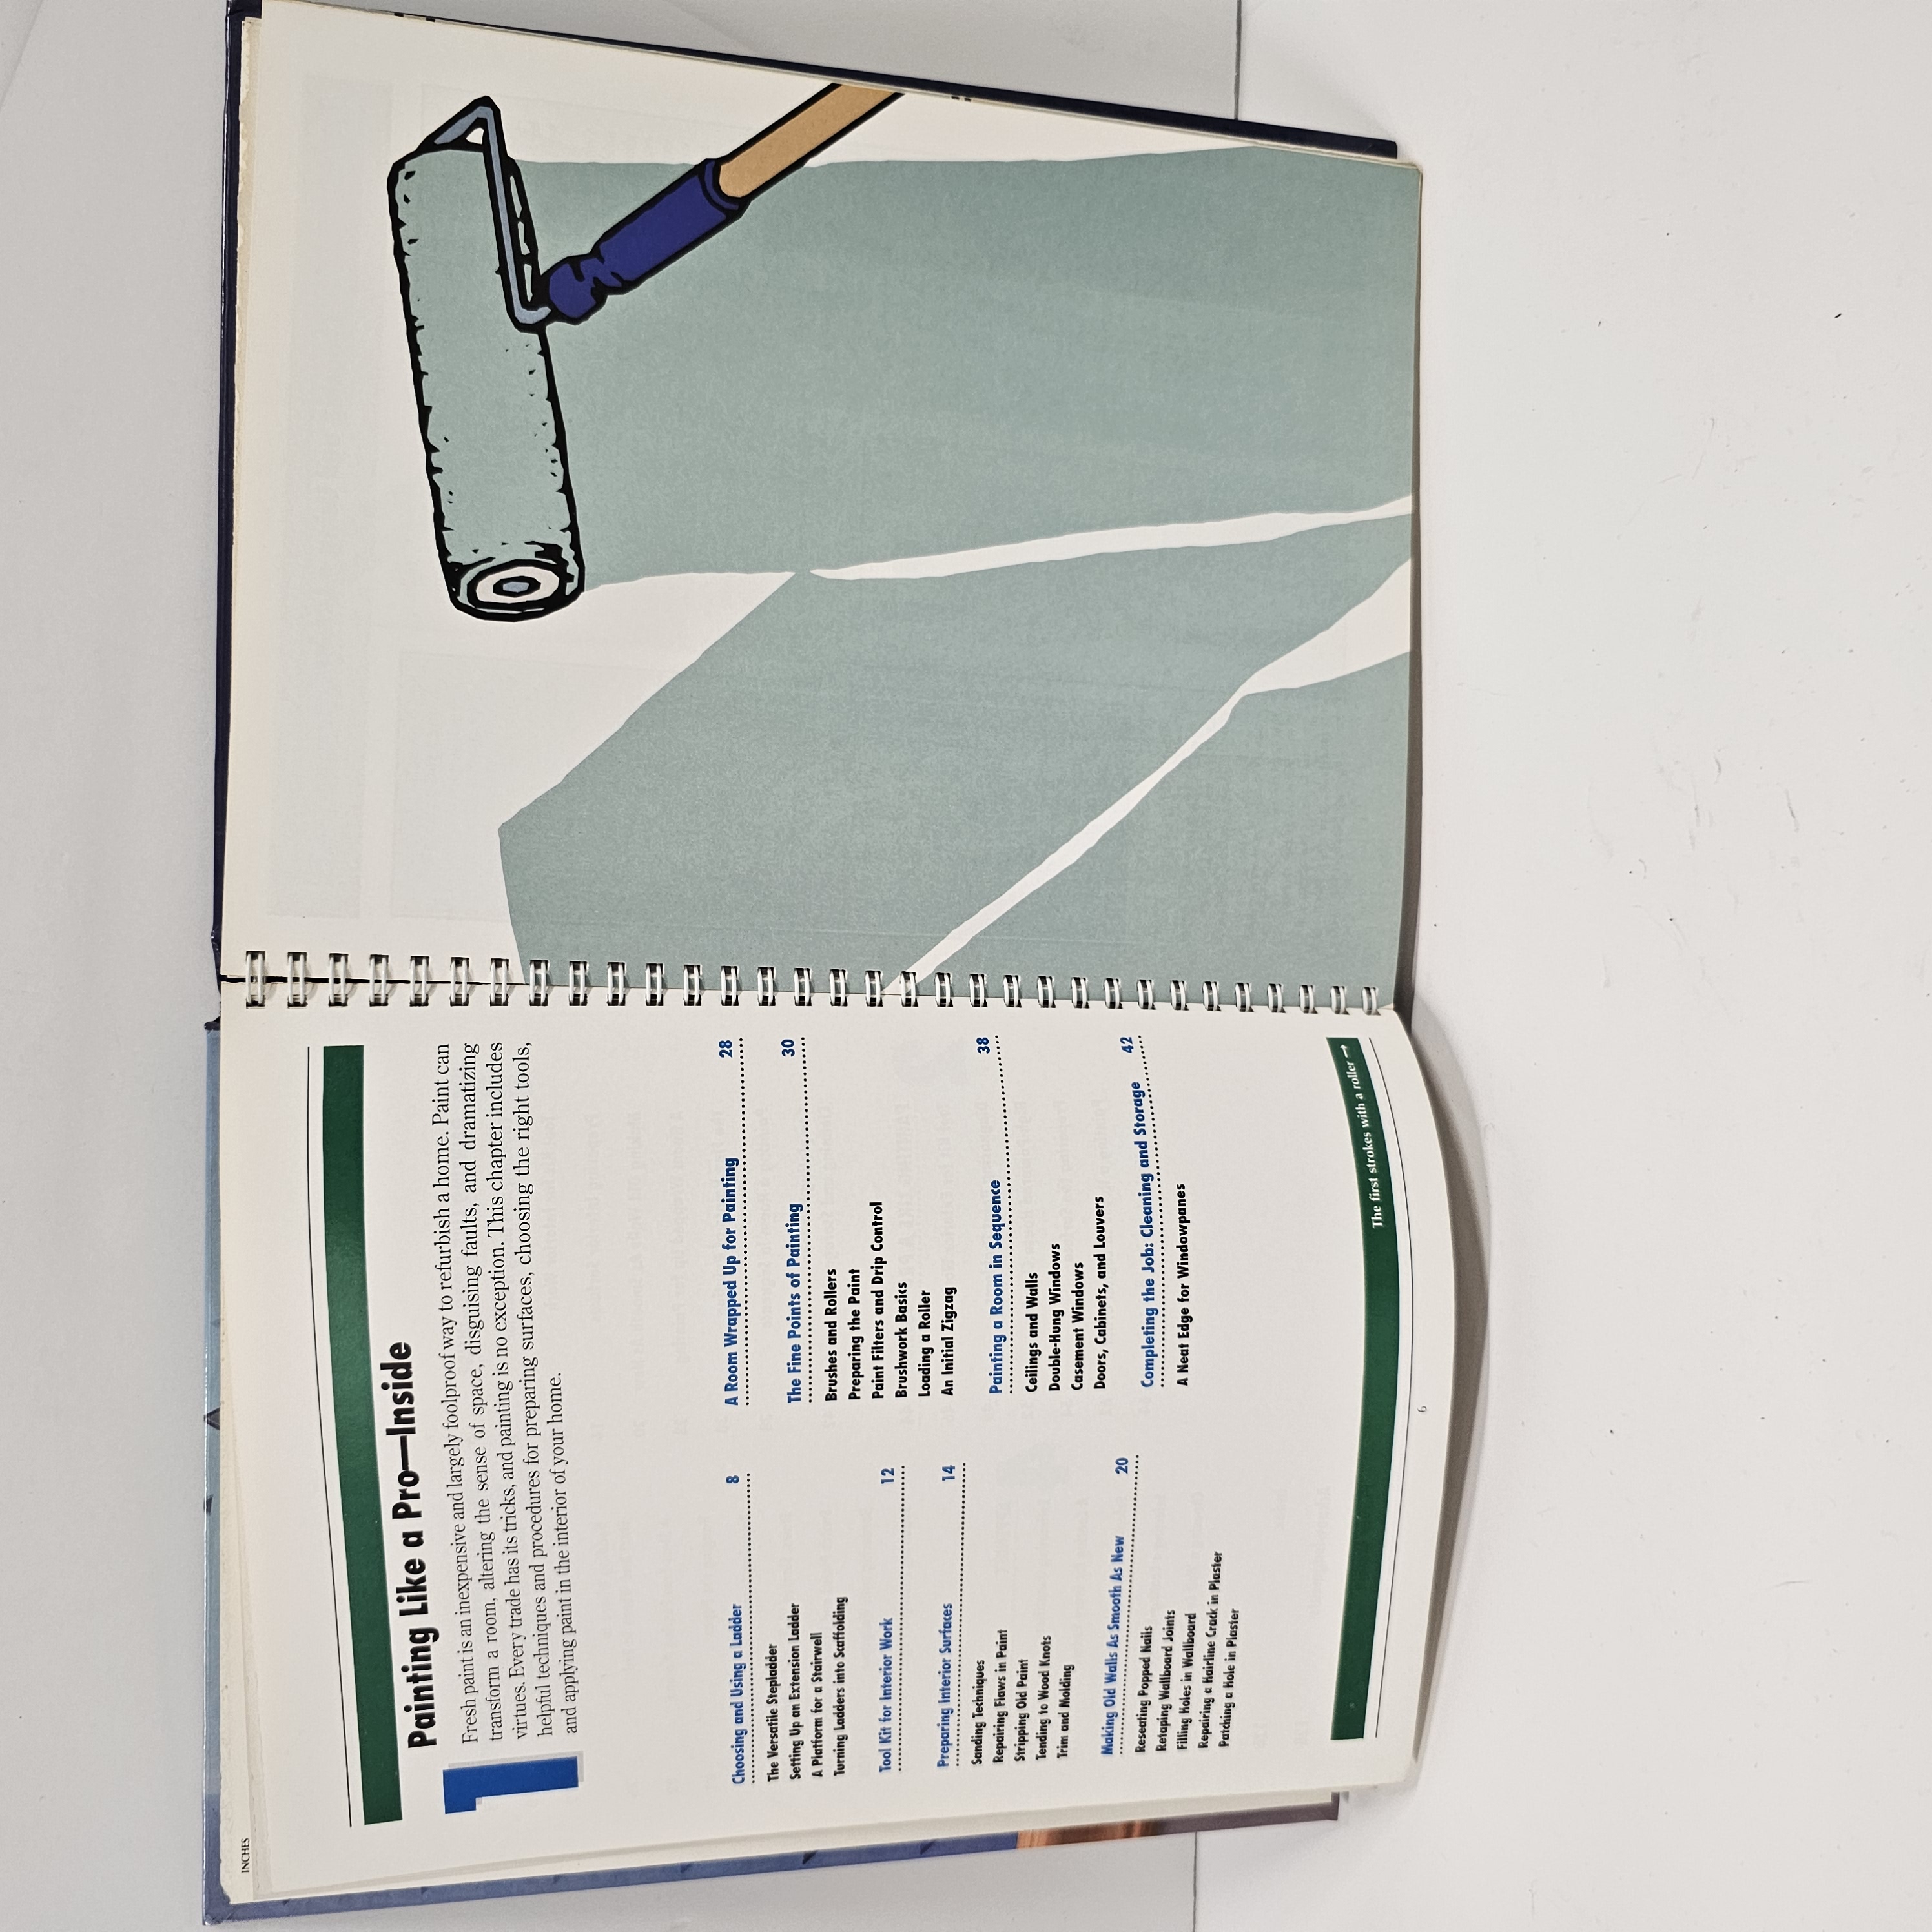 INCHES
Painting Like a Pro—Inside
1
Fresh paint is an inexpensive and largely foolproof way to refurbish a home. Paint can
transform a room, altering the sense of space, disguising faults, and dramatizing
virtues. Every trade has its tricks, and painting is no exception. This chapter includes
helpful techniques and procedures for preparing surfaces, choosing the right tools,
and applying paint in the interior of your home.
Choosing and Using a Ladder 8
The Versatile Stepladder
Setting Up an Extension Ladder
A Platform for a Stairwell
Turning Ladders into Scaffolding
Tool Kit for Interior Work 12
Preparing Interior Surfaces 14
Sanding Techniques
Repairing Flaws in Paint
Stripping Old Paint
Tending to Wood Knots
Trim and Molding
Making Old Walls As Smooth As New 20
Reseating Popped Nails
Retaping Wallboard Joints
Filling Holes in Wallboard
Repairing a Hairline Crack in Plaster
Patching a Hole in Plaster
A Room Wrapped Up for Painting 28
The Fine Points of Painting 30
Brushes and Rollers
Preparing the Paint
Paint Filters and Drip Control
Brushwork Basics
Loading a Roller
An Initial Zigzag
Painting a Room in Sequence 38
Ceilings and Walls
Double-Hung Windows
Casement Windows
Doors, Cabinets, and Louvers
Completing the Job: Cleaning and Storage 42
A Neat Edge for Windowpanes
The first strokes with a roller →
6